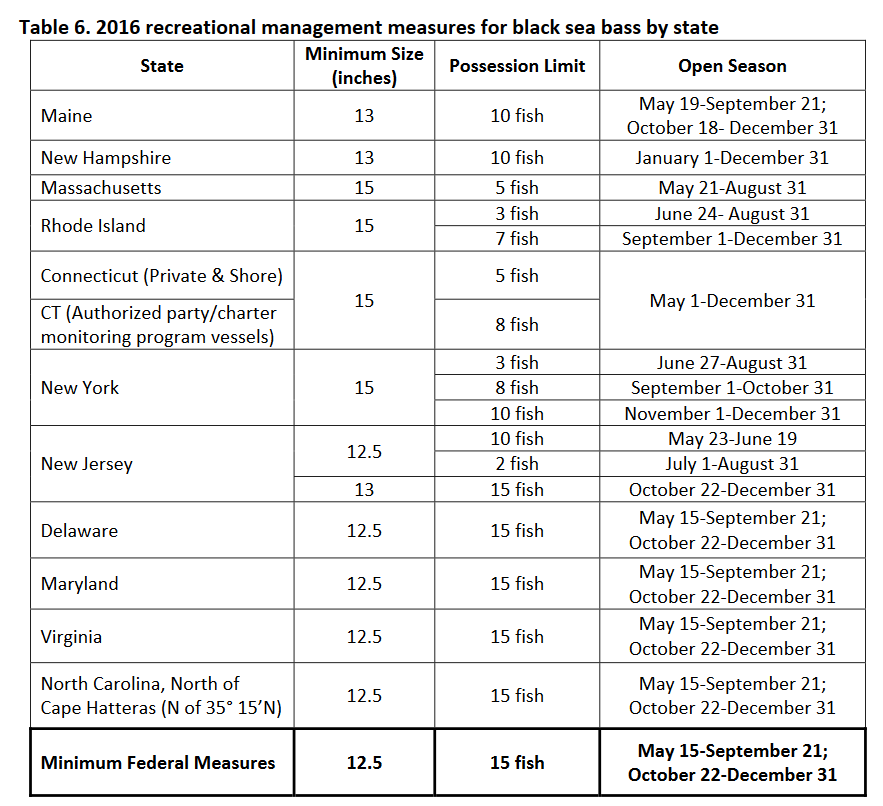 Table 6. 2016 recreational management measures for black sea bass by state
State
Minimum Size
(inches)
Possession Limit
Open Season
Maine
13
10 fish
May 19-September 21;
October 18- December 31
New Hampshire
13
10 fish
January 1-December 31
Massachusetts
15
5 fish
May 21-August 31
Rhode Island
15
3 fish
June 24- August 31
7 fish
September 1-December 31
Connecticut (Private & Shore)
15
5 fish
May 1-December 31
CT (Authorized party/charter
monitoring program vessels)
8 fish
New York
15
3 fish
June 27-August 31
8 fish
September 1-October 31
10 fish
November 1-December 31
New Jersey
12.5
10 fish
May 23-June 19
2 fish
July 1-August 31
13
15 fish
October 22-December 31
Delaware
12.5
15 fish
May 15-September 21;
October 22-December 31
Maryland
12.5
15 fish
May 15-September 21;
October 22-December 31
Virginia
12.5
15 fish
May 15-September 21;
October 22-December 31
North Carolina, North of
Cape Hatteras (N of 35° 15’N)
12.5
15 fish
May 15-September 21;
October 22-December 31
Minimum Federal Measures
12.5
15 fish
May 15-September 21;
October 22-December 31